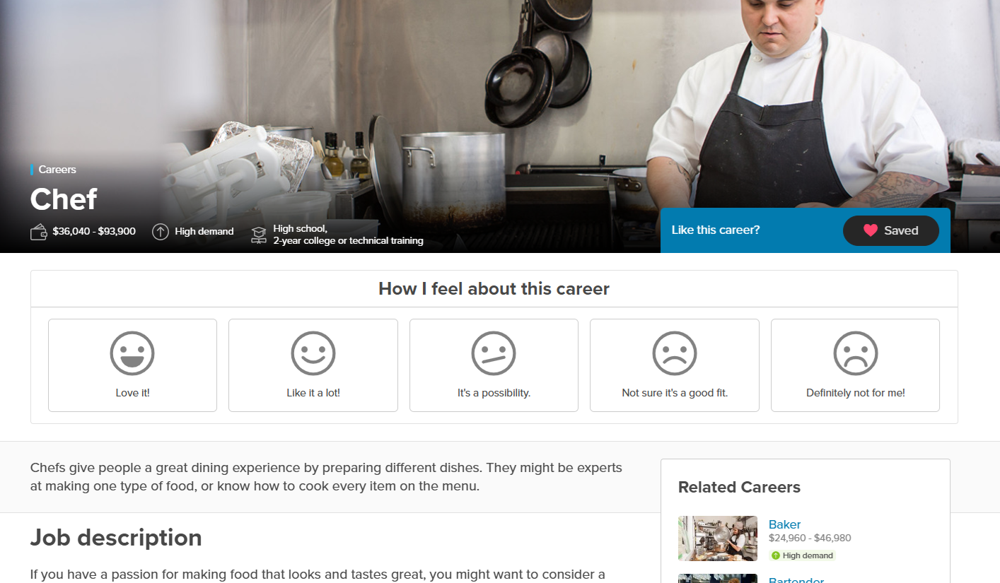 Careers
Chef
$36,040 - $93,900
High demand
High school,
2-year college or technical training
Like this career?
Saved
How I feel about this career
Love it!
Like it a lot!
It's a possibility.
Not sure it's a good fit.
Definitely not for me!
Chefs give people a great dining experience by preparing different dishes. They might be experts
at making one type of food, or know how to cook every item on the menu.
Job description
If you have a passion for making food that looks and tastes great, you might want to consider a
Related Careers
Baker
$24,960 - $46,980
High demand
Bartender